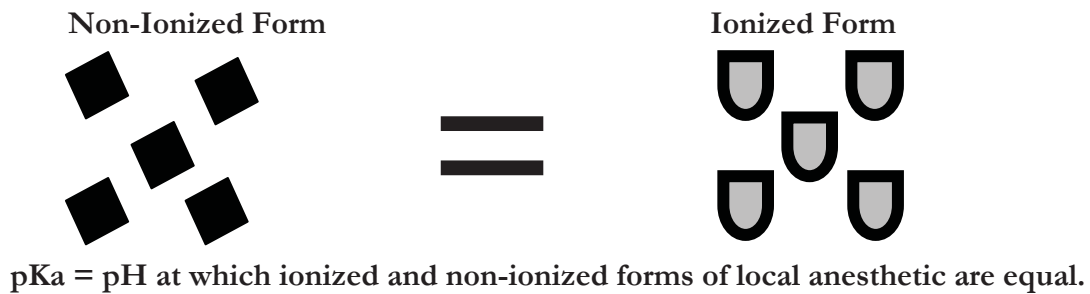 Non-Ionized Form
Ionized Form
pKa = pH at which ionized and non-ionized forms of local anesthetic are equal.